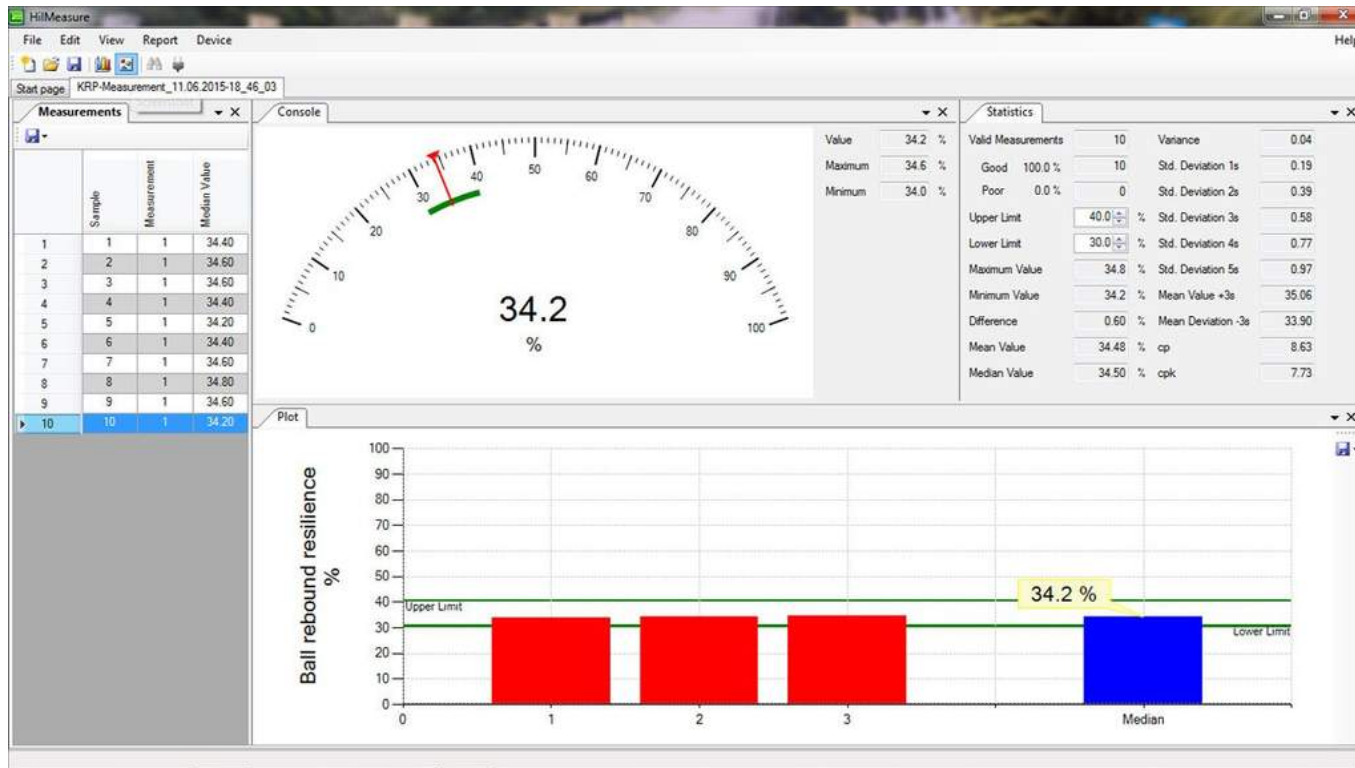 HilMeasure
File Edit View Report Device Help
Start page KRP-Measurement_11.06.2015-18_46_03
Measurements
Sample Measurement Median Value
1 1 1 34.40
2 2 1 34.60
3 3 1 34.60
4 4 1 34.40
5 5 1 34.20
6 6 1 34.40
7 7 1 34.60
8 8 1 34.80
9 9 1 34.60
10 10 1 34.20
Console
0 10 20 30 40 50 60 70 80 90 100
34.2
%
Value 34.2 %
Maximum 34.6 %
Minimum 34.0 %
Statistics
Valid Measurements 10 Variance 0.04
Good 100.0 % 10 Std. Deviation 1s 0.19
Poor 0.0 % 0 Std. Deviation 2s 0.39
Upper Limit 40.0 % Std. Deviation 3s 0.58
Lower Limit 30.0 % Std. Deviation 4s 0.77
Maximum Value 34.8 % Std. Deviation 5s 0.97
Minimum Value 34.2 % Mean Value +3s 35.06
Difference 0.60 % Mean Deviation -3s 33.90
Mean Value 34.48 % cp 8.63
Median Value 34.50 % cpk 7.73
Plot
Ball rebound resilience
%
100
90
80
70
60
50
40
30
20
10
0
Upper Limit
34.2 %
Lower Limit
0 1 2 3 Median